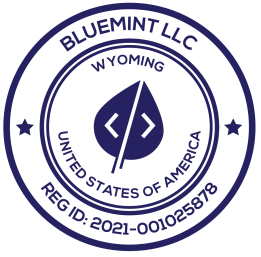 BLUEMINT LLC
WYOMING
UNITED STATES OF AMERICA
REG ID: 2021-001025878